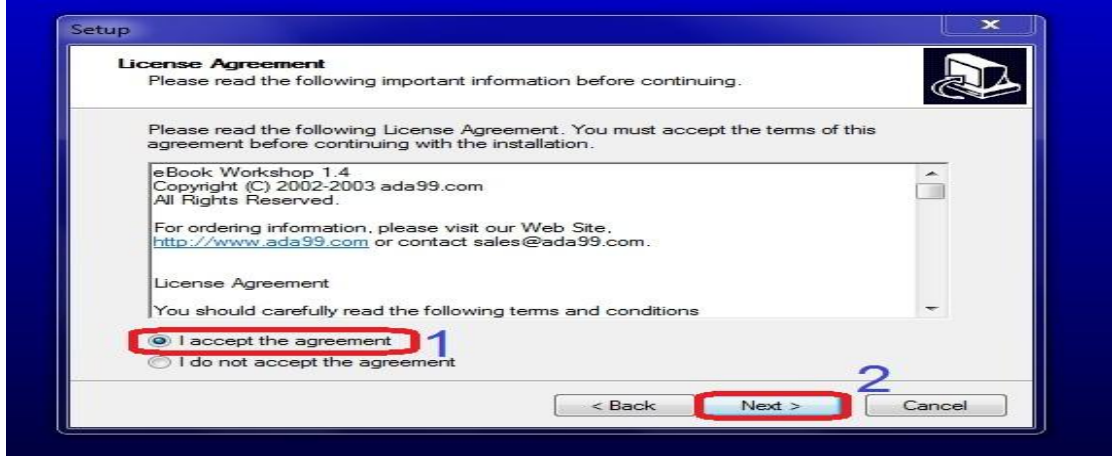 Setup
License Agreement
Please read the following important information before continuing.
Please read the following License Agreement. You must accept the terms of this
agreement before continuing with the installation.
eBook Workshop 1.4
Copyright (C) 2002-2003 ada99.com
All Rights Reserved.
For ordering information, please visit our Web Site,
http://www.ada99.com or contact sales@ada99.com.
License Agreement
You should carefully read the following terms and conditions
I accept the agreement 1
I do not accept the agreement
2
< Back Next > Cancel